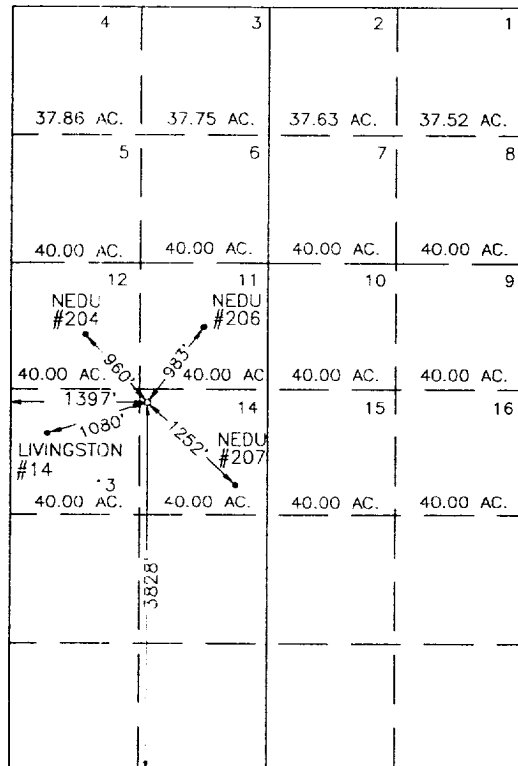 4 3 2 1
37.86 AC. 37.75 AC. 37.63 AC. 37.52 AC.
5 6 7 8
40.00 AC. 40.00 AC. 40.00 AC. 40.00 AC.
12 11 10 9
NEDU
#204
NEDU
#206
960'
983'
40.00 AC. 40.00 AC 40.00 AC. 40.00 AC.
1397'
14 15 16
1080'
1252'
LIVINGSTON
#14
NEDU
#207
'3
40.00 AC. 40.00 AC. 40.00 AC. 40.00 AC.
3828'